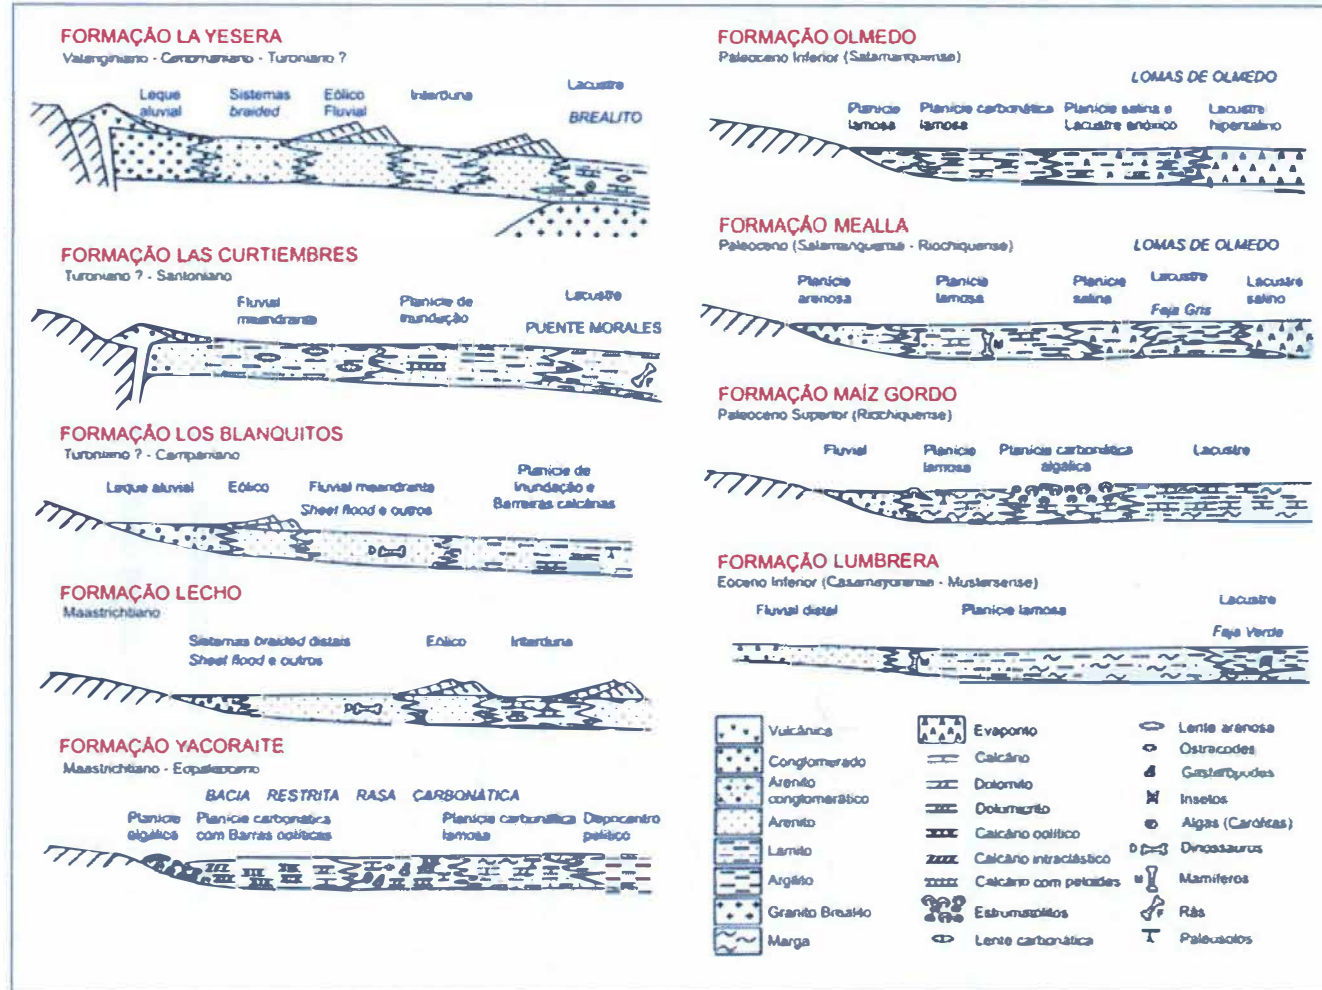 FORMAÇÃO LA YESERA
Valanginiano - Cenomaniano - Turoniano ?
Leque aluvial
Sistemas braided
Eólico Fluvial
Interduna
Lacustre
BREALITO
FORMAÇÃO LAS CURTIEMBRES
Turoniano ? - Santoniano
Fluvial meandrante
Planície de inundação
Lacustre
PUENTE MORALES
FORMAÇÃO LOS BLANQUITOS
Turoniano ? - Campaniano
Leque aluvial
Eólico
Fluvial meandrante
Sheet flood e outros
Planície de Inundação e Barreras calcárias
D
FORMAÇÃO LECHO
Maastrichtiano
Sistemas braided distais
Sheet flood e outros
Eólico
Interduna
D
FORMAÇÃO YACORAITE
Maastrichtiano - Eopaleoceno
BACIA RESTRITA RASA CARBONÁTICA
Planície algálica
Planície carbonática com Barras oolíticas
Planície carbonática lamosa
Depocentro pelítico
FORMAÇÃO OLMEDO
Paleoceno Inferior (Salamanquense)
LOMAS DE OLMEDO
Planície lamosa
Planície carbonática lamosa
Planície salina e Lacustre anóxico
Lacustre hipersalino
FORMAÇÃO MEALLA
Paleoceno (Salamanquense - Riochiquense)
LOMAS DE OLMEDO
Planície arenosa
Planície lamosa
Planície salina
Lacustre
Faja Gris
Lacustre salino
M
FORMAÇÃO MAÍZ GORDO
Paleoceno Superior (Riochiquense)
Fluvial
Planície lamosa
Planície carbonática algálica
Lacustre
FORMAÇÃO LUMBRERA
Eoceno Inferior (Casamayorense - Mustersense)
Fluvial distal
Planície lamosa
Lacustre
Faja Verde
Vulcânica
Conglomerado
Arenito conglomerático
Arenito
Lamito
Argilito
Granito Brealito
Marga
Evaporito
Calcário
Dolomito
Dolomicrito
Calcário oolítico
Calcário intraclástico
Calcário com pelóides
Estromatólitos
Lente carbonática
Lente arenosa
Ostracodes
Gasterópodes
Insetos
Algas (Carófitas)
D Dinossaurus
M Mamíferos
F Rãs
Paleosolos